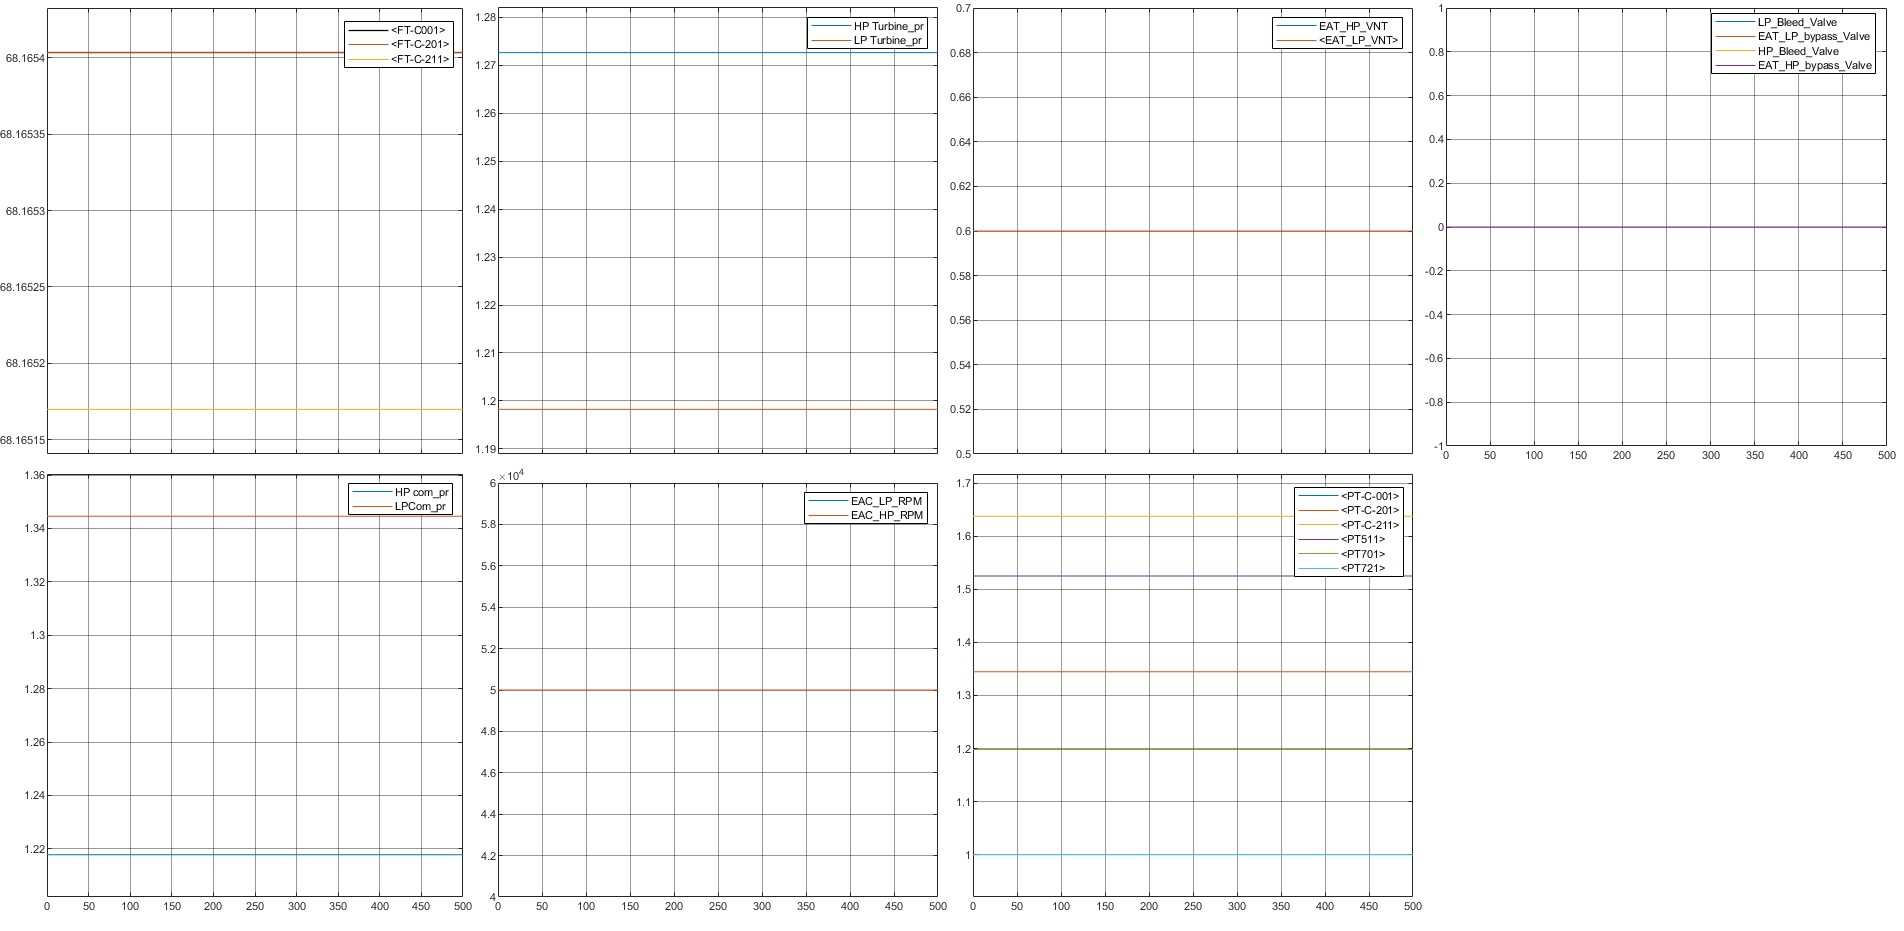 68.1654
68.16535
68.1653
68.16525
68.1652
68.16515
<FT-C001>
<FT-C-201>
<FT-C-211>
1.28
1.27
1.26
1.25
1.24
1.23
1.22
1.21
1.2
1.19
HP Turbine_pr
LP Turbine_pr
0.7
0.68
0.66
0.64
0.62
0.6
0.58
0.56
0.54
0.52
0.5
EAT_HP_VNT
<EAT_LP_VNT>
1
0.8
0.6
0.4
0.2
0
-0.2
-0.4
-0.6
-0.8
-1
LP_Bleed_Valve
EAT_LP_bypass_Valve
HP_Bleed_Valve
EAT_HP_bypass_Valve
0 50 100 150 200 250 300 350 400 450 500
1.36
1.34
1.32
1.3
1.28
1.26
1.24
1.22
HP com_pr
LPCom_pr
0 50 100 150 200 250 300 350 400 450 500
×10^4
6
5.8
5.6
5.4
5.2
5
4.8
4.6
4.4
4.2
4
EAC_LP_RPM
EAC_HP_RPM
0 50 100 150 200 250 300 350 400 450 500
1.7
1.6
1.5
1.4
1.3
1.2
1.1
1
<PT-C-001>
<PT-C-201>
<PT-C-211>
<PT511>
<PT701>
<PT721>
0 50 100 150 200 250 300 350 400 450 500